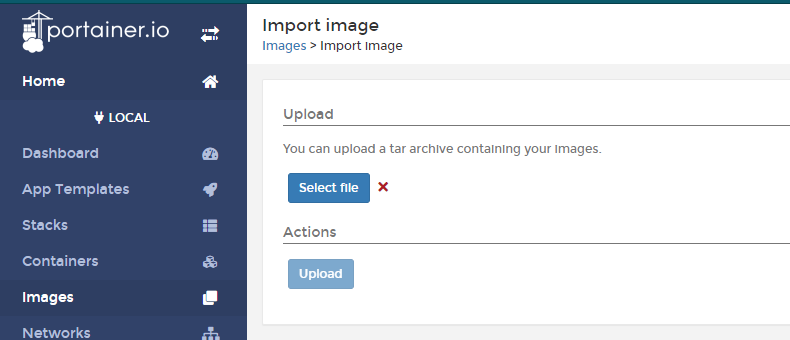 portainer.io
Home
LOCAL
Dashboard
App Templates
Stacks
Containers
Images
Networks
Import image
Images > Import image
Upload
You can upload a tar archive containing your images.
Select file
Actions
Upload